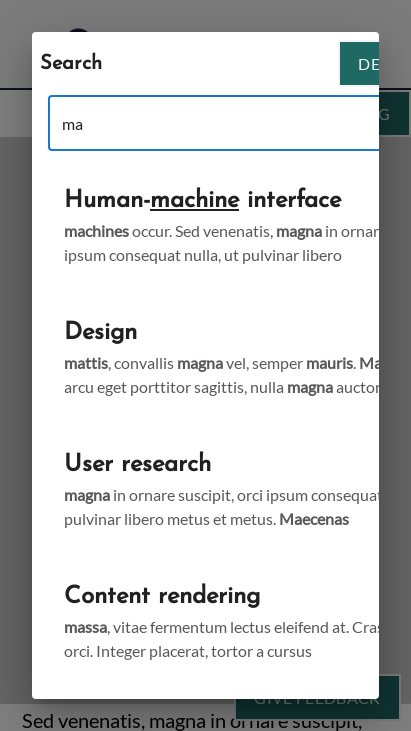 Search
DE
G
ma
Human-machine interface
machines occur. Sed venenatis, magna in ornar
ipsum consequat nulla, ut pulvinar libero
Design
mattis, convallis magna vel, semper mauris. Ma
arcu eget porttitor sagittis, nulla magna auctor
User research
magna in ornare suscipit, orci ipsum consequat
pulvinar libero metus et metus. Maecenas
Content rendering
massa, vitae fermentum lectus eleifend at. Cras
orci. Integer placerat, tortor a cursus
GIVE FEEDBACK
Sed venenatis, magna in ornare suscipit,